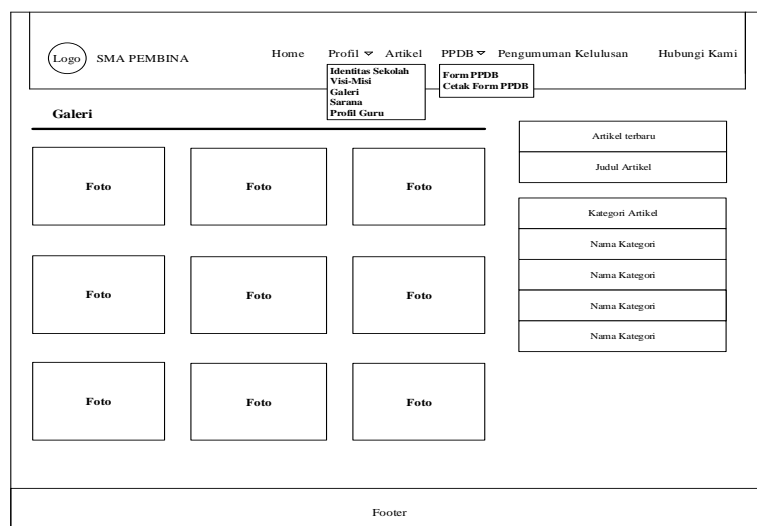 Logo
SMA PEMBINA
Home
Profil
Artikel
PPDB
Pengumuman Kelulusan
Hubungi Kami
Identitas Sekolah
Visi-Misi
Galeri
Sarana
Profil Guru
Form PPDB
Cetak Form PPDB
Galeri
Foto Foto Foto
Foto Foto Foto
Foto Foto Foto
Artikel terbaru
Judul Artikel
Kategori Artikel
Nama Kategori
Nama Kategori
Nama Kategori
Nama Kategori
Footer